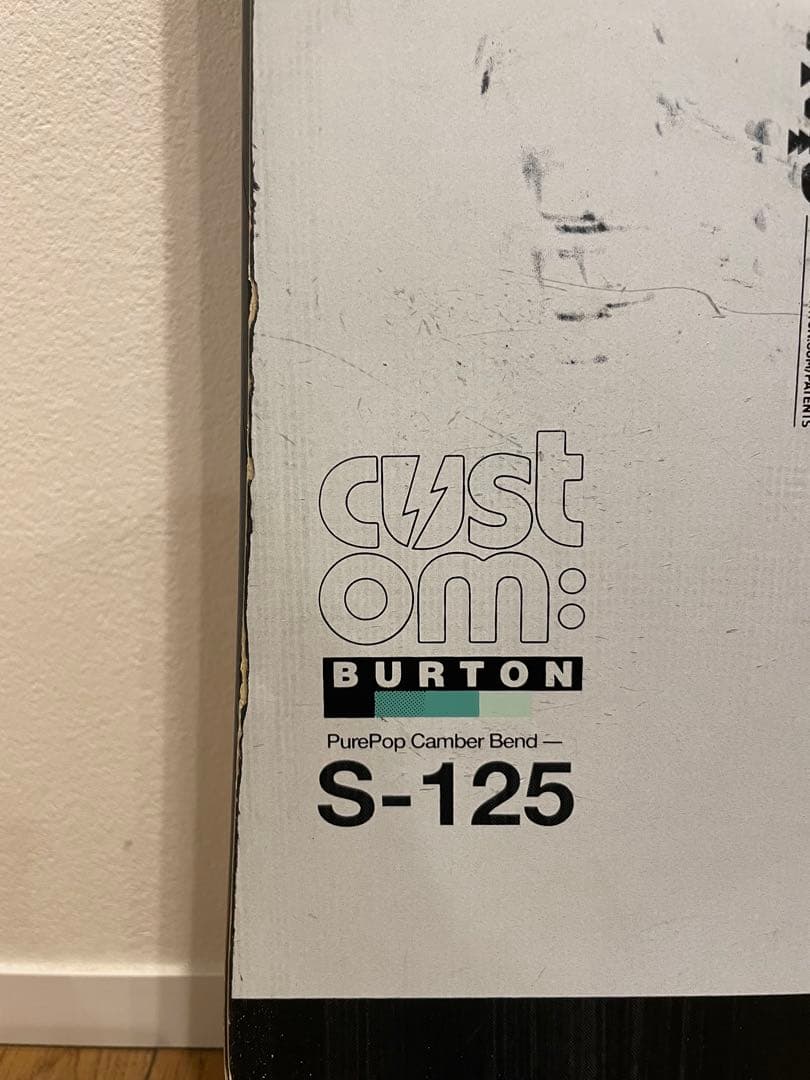 cust
om:
BURTON
PurePop Camber Bend —
S-125